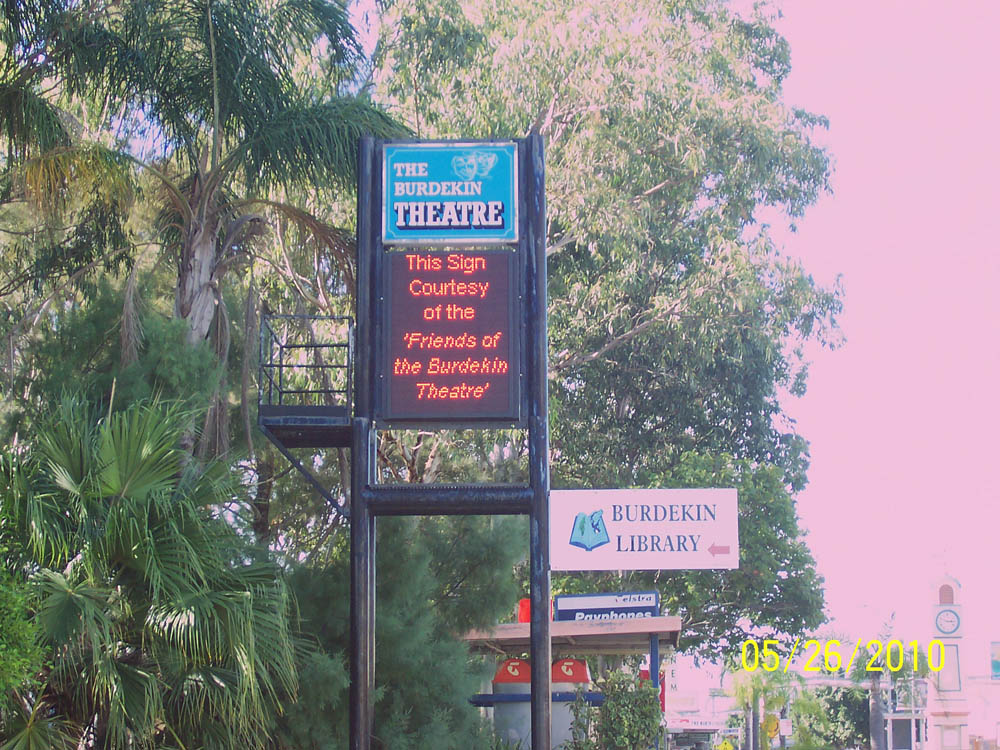 THE
BURDEKIN
THEATRE
This Sign
Courtesy
of the
'Friends of
the Burdekin
Theatre'
BURDEKIN
LIBRARY
Telstra
Payphones
05/26/2010